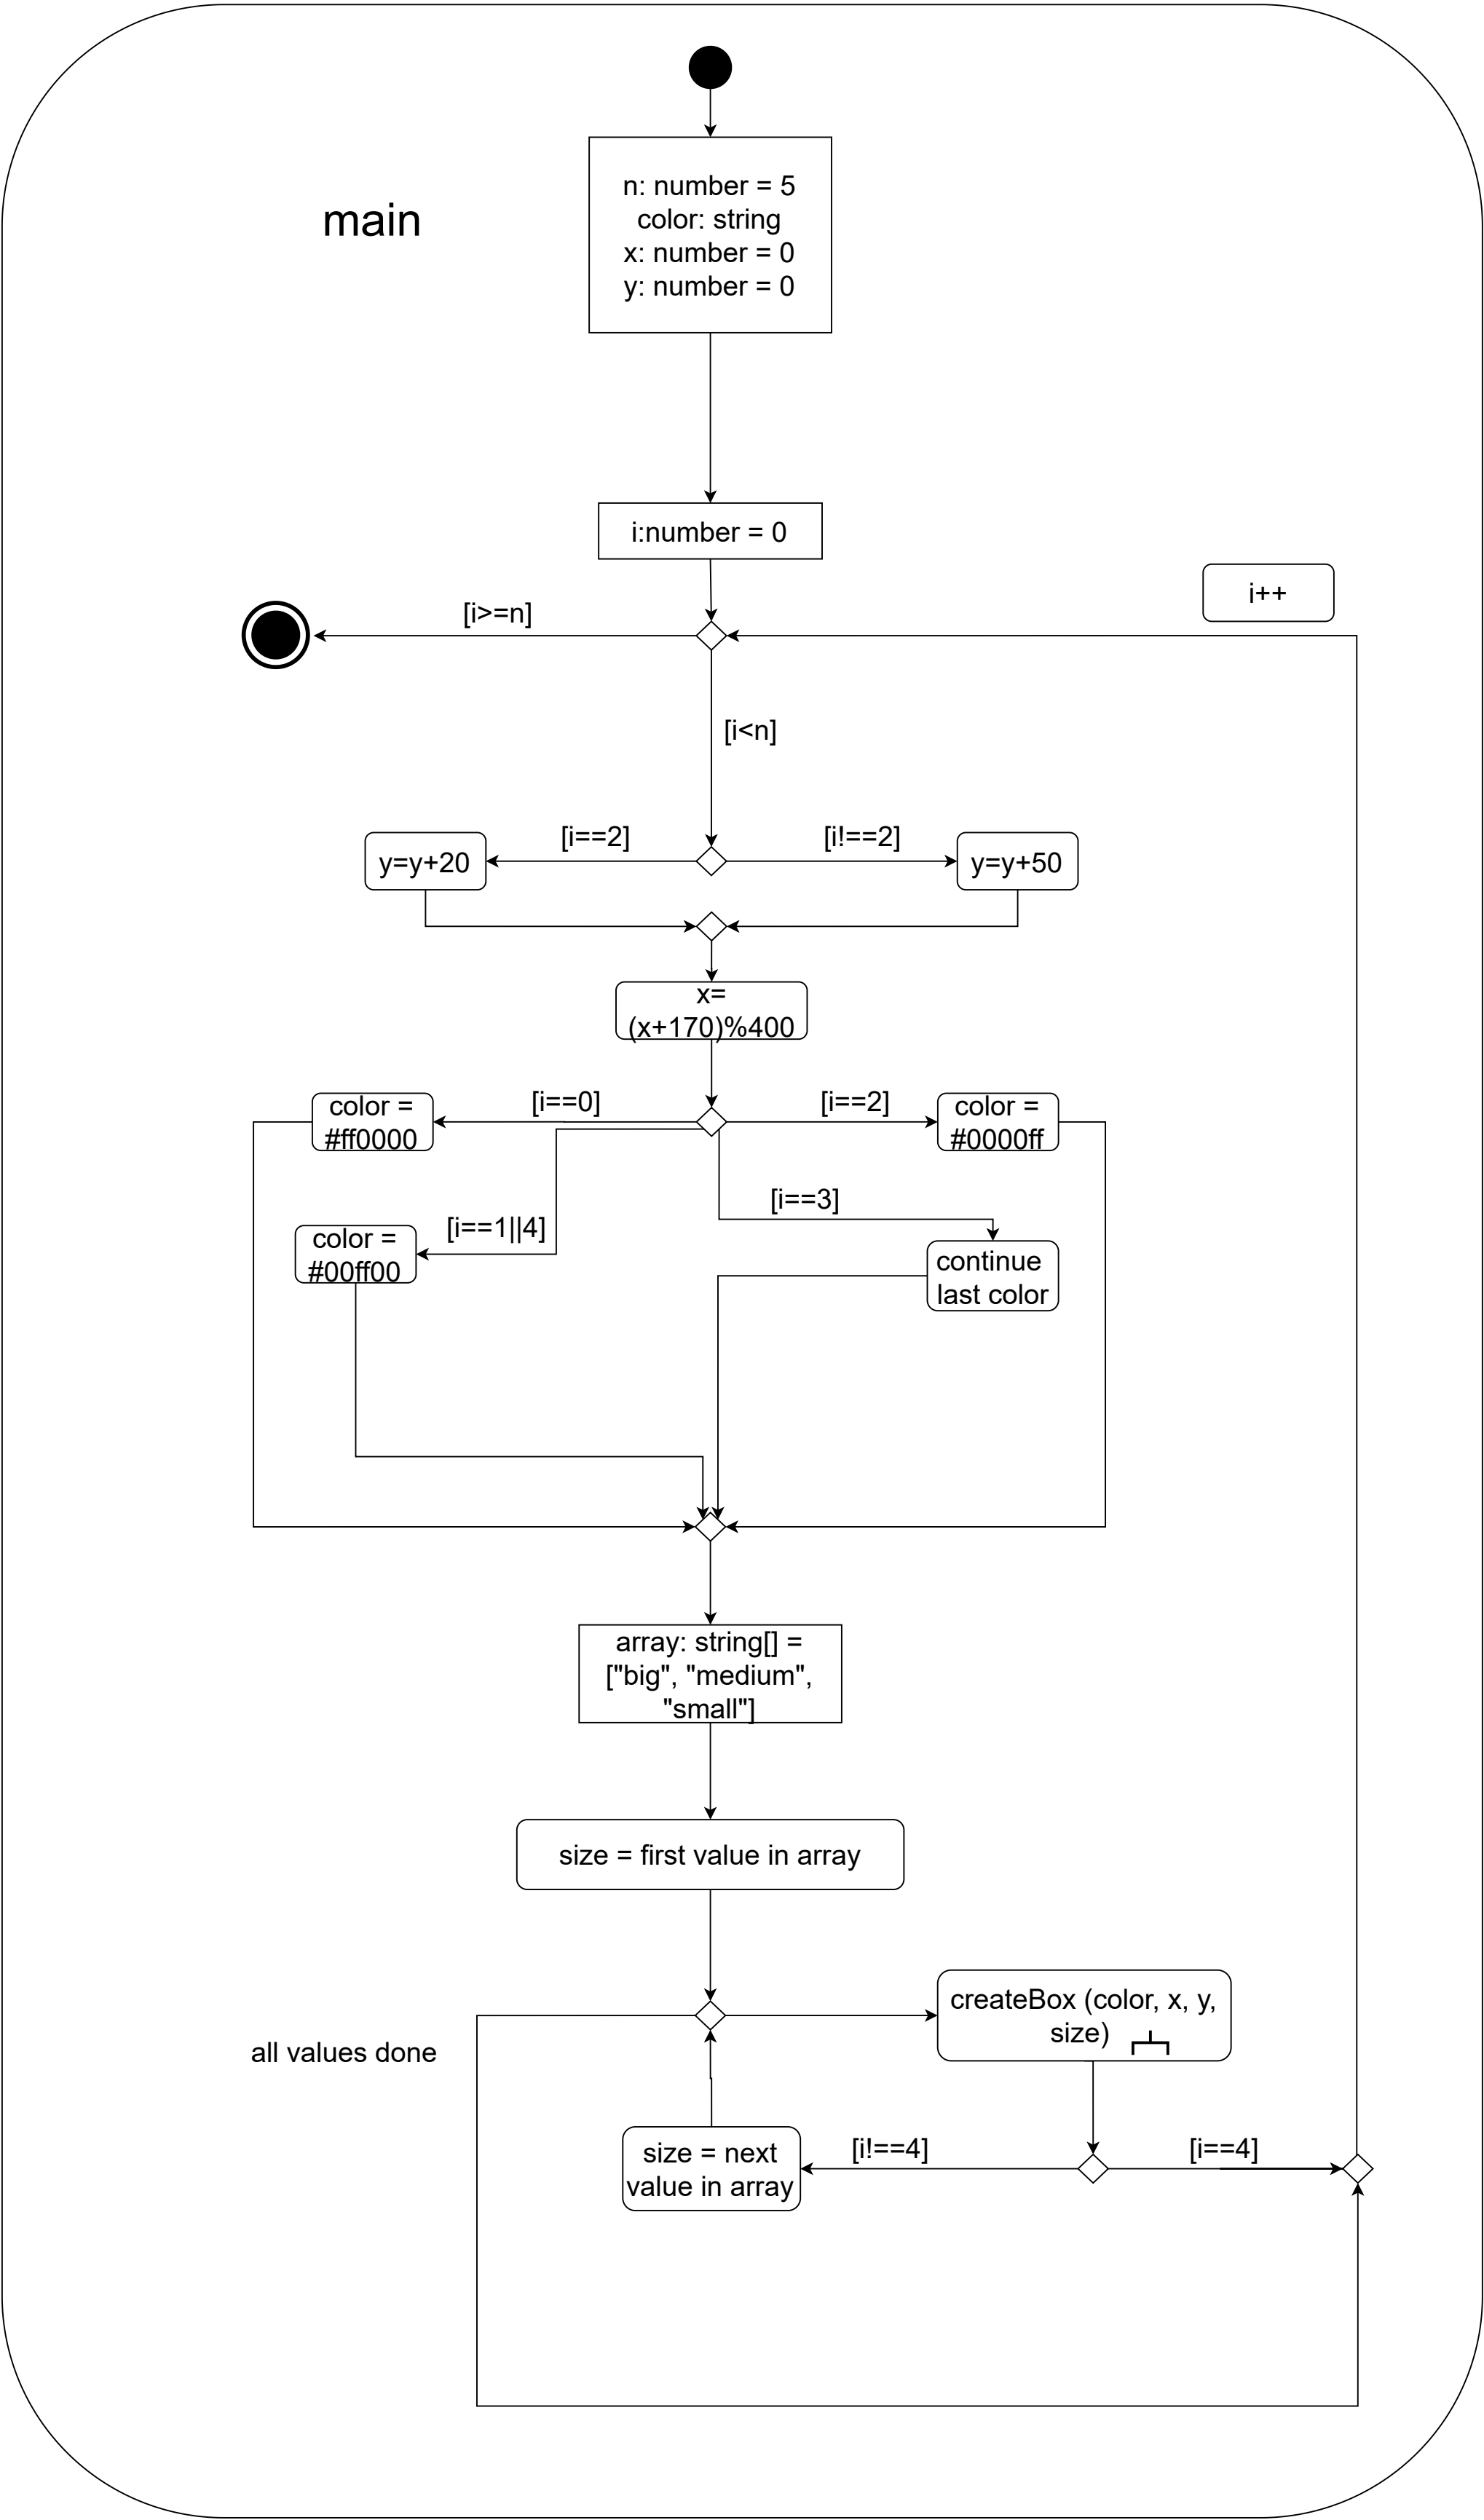 main
n: number = 5
color: string
x: number = 0
y: number = 0
i:number = 0
i++
[i>=n]
[i<n]
[i==2]
[i!==2]
y=y+20
y=y+50
x=
(x+170)%400
[i==0]
[i==2]
color =
#ff0000
color =
#0000ff
[i==3]
[i==1||4]
color =
#00ff00
continue
last color
array: string[] =
["big", "medium",
"small"]
size = first value in array
createBox (color, x, y,
size)
all values done
[i!==4]
[i==4]
size = next
value in array